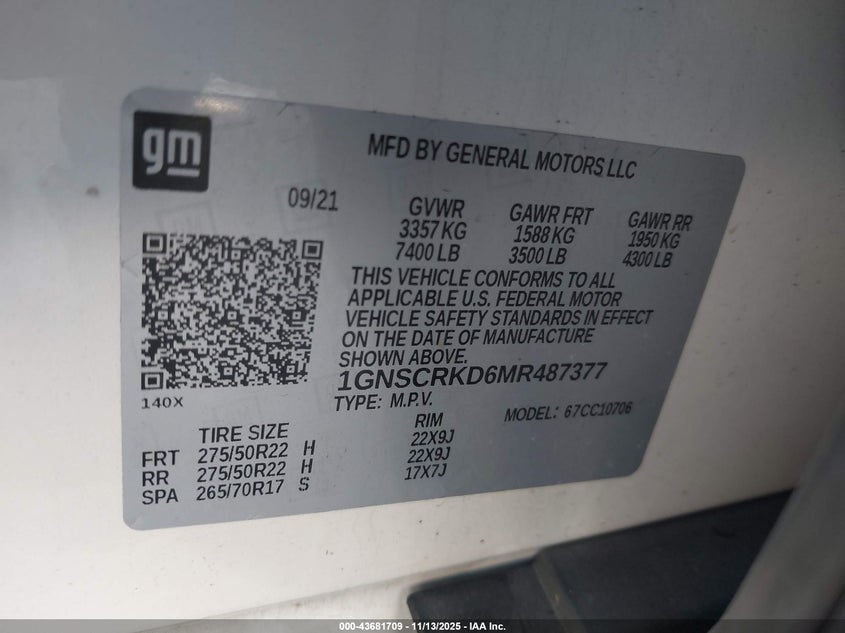 gm
MFD BY GENERAL MOTORS LLC
09/21
GVWR
3357 KG
7400 LB
GAWR FRT
1588 KG
3500 LB
GAWR RR
1950 KG
4300 LB
THIS VEHICLE CONFORMS TO ALL
APPLICABLE U.S. FEDERAL MOTOR
VEHICLE SAFETY STANDARDS IN EFFECT
ON THE DATE OF MANUFACTURE
SHOWN ABOVE.
1GNSCRKD6MR487377
140X
TYPE: M.P.V.
MODEL: 67CC10706
TIRE SIZE
RIM
FRT 275/50R22 H 22X9J
RR 275/50R22 H 22X9J
SPA 265/70R17 S 17X7J
000-43681709 - 11/13/2025 - IAA Inc.